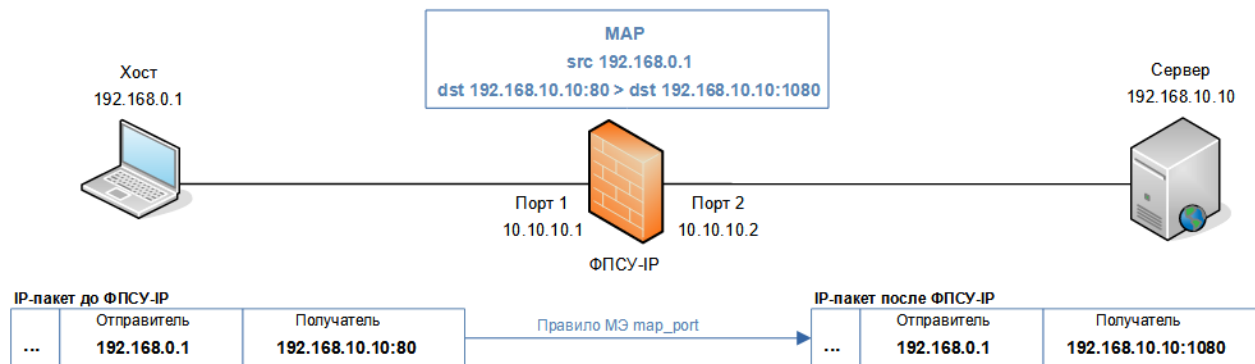 MAP
src 192.168.0.1
dst 192.168.10.10:80 > dst 192.168.10.10:1080
Хост
192.168.0.1
Сервер
192.168.10.10
Порт 1
10.10.10.1
Порт 2
10.10.10.2
ФПСУ-IP
IP-пакет до ФПСУ-IP
... Отправитель Получатель
192.168.0.1 192.168.10.10:80
Правило МЭ map_port
IP-пакет после ФПСУ-IP
... Отправитель Получатель
192.168.0.1 192.168.10.10:1080